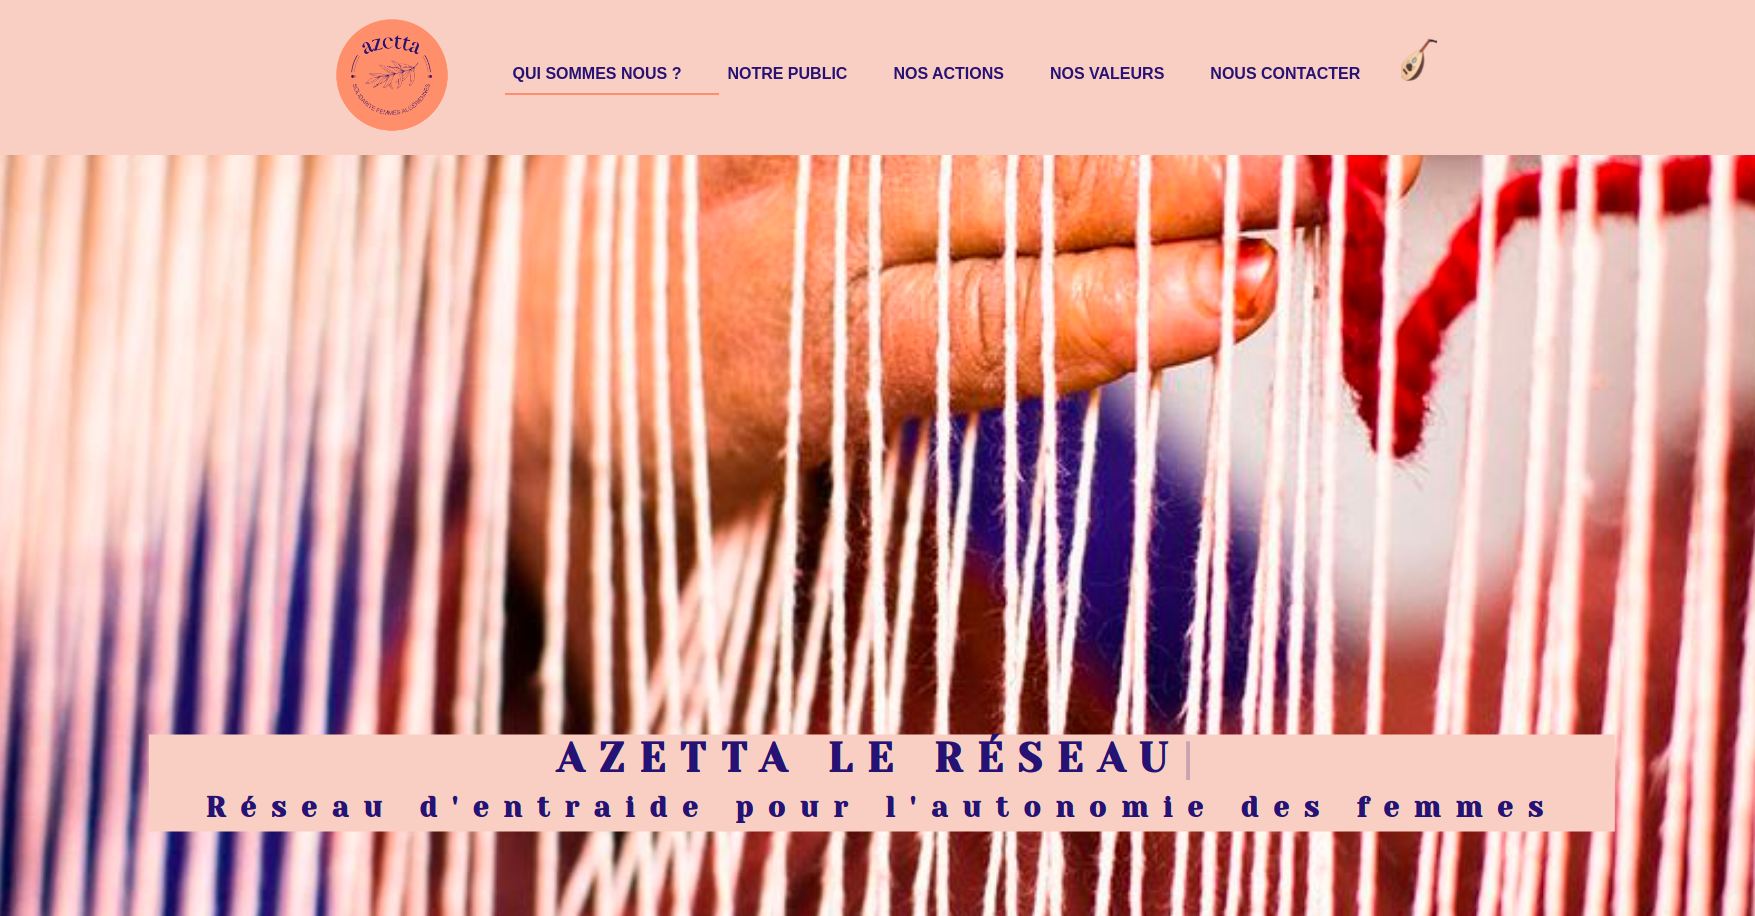 azetta
SOLIDARITÉ FEMMES ALGÉRIENNES
QUI SOMMES NOUS ?
NOTRE PUBLIC
NOS ACTIONS
NOS VALEURS
NOUS CONTACTER
AZETTA LE RÉSEAU
Réseau d'entraide pour l'autonomie des femmes